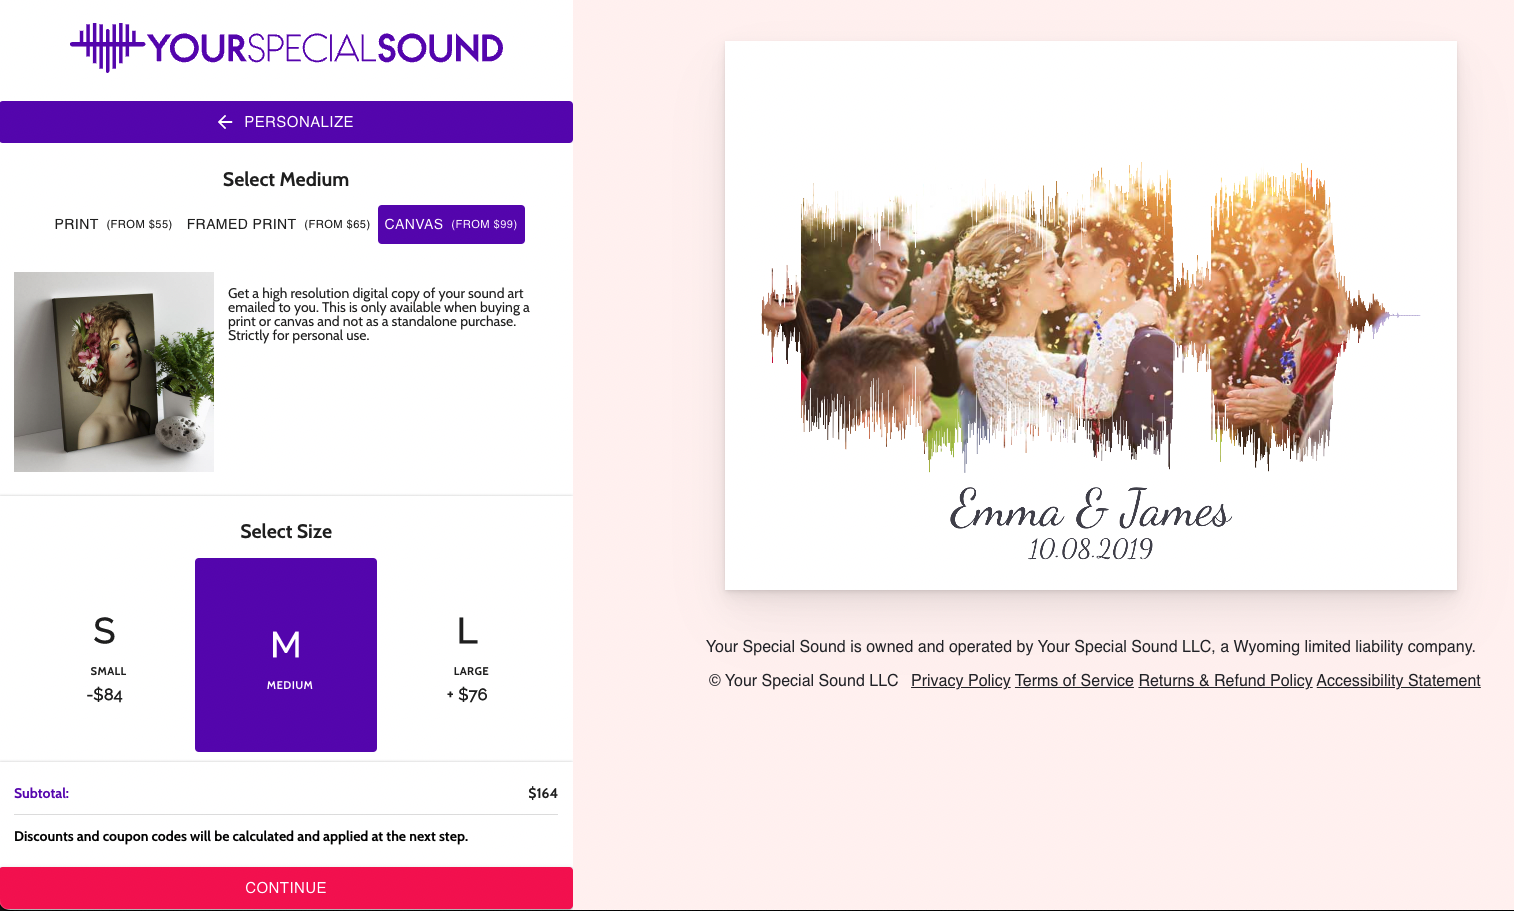 YOURSPECIALSOUND
PERSONALIZE
Select Medium
PRINT (FROM $55) FRAMED PRINT (FROM $65) CANVAS (FROM $99)
Get a high resolution digital copy of your sound art
emailed to you. This is only available when buying a
print or canvas and not as a standalone purchase.
Strictly for personal use.
Select Size
S
SMALL
-$84
M
MEDIUM
L
LARGE
+ $76
Subtotal: $164
Discounts and coupon codes will be calculated and applied at the next step.
CONTINUE
Emma & James
10.08.2019
Your Special Sound is owned and operated by Your Special Sound LLC, a Wyoming limited liability company.
© Your Special Sound LLC Privacy Policy Terms of Service Returns & Refund Policy Accessibility Statement